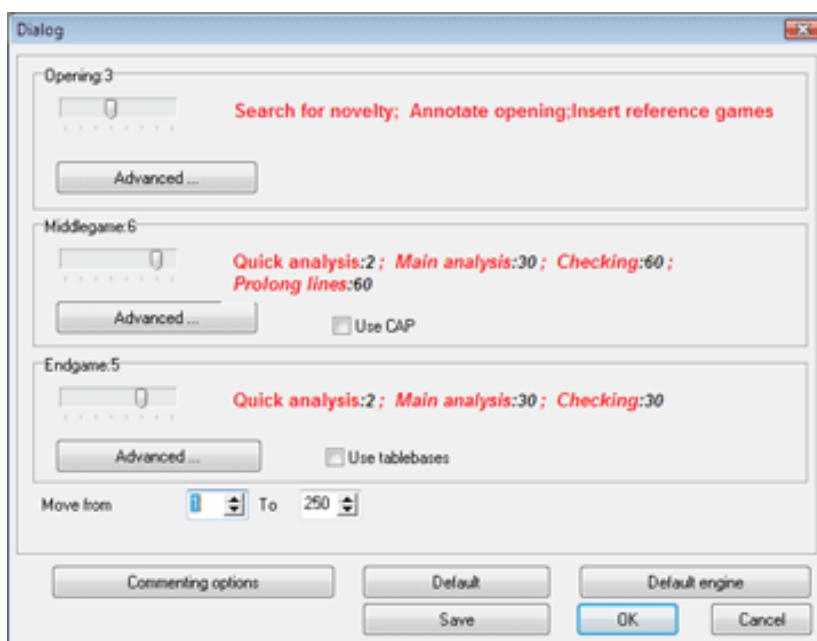 Dialog
Opening:3
Search for novelty; Annotate opening;Insert reference games
Advanced ...
Middlegame:6
Quick analysis:2 ; Main analysis:30 ; Checking:60 ;
Prolong lines:60
Advanced ...
Use CAP
Endgame:5
Quick analysis:2 ; Main analysis:30 ; Checking:30
Advanced ...
Use tablebases
Move from 1 To 250
Commenting options Default Default engine
Save OK Cancel